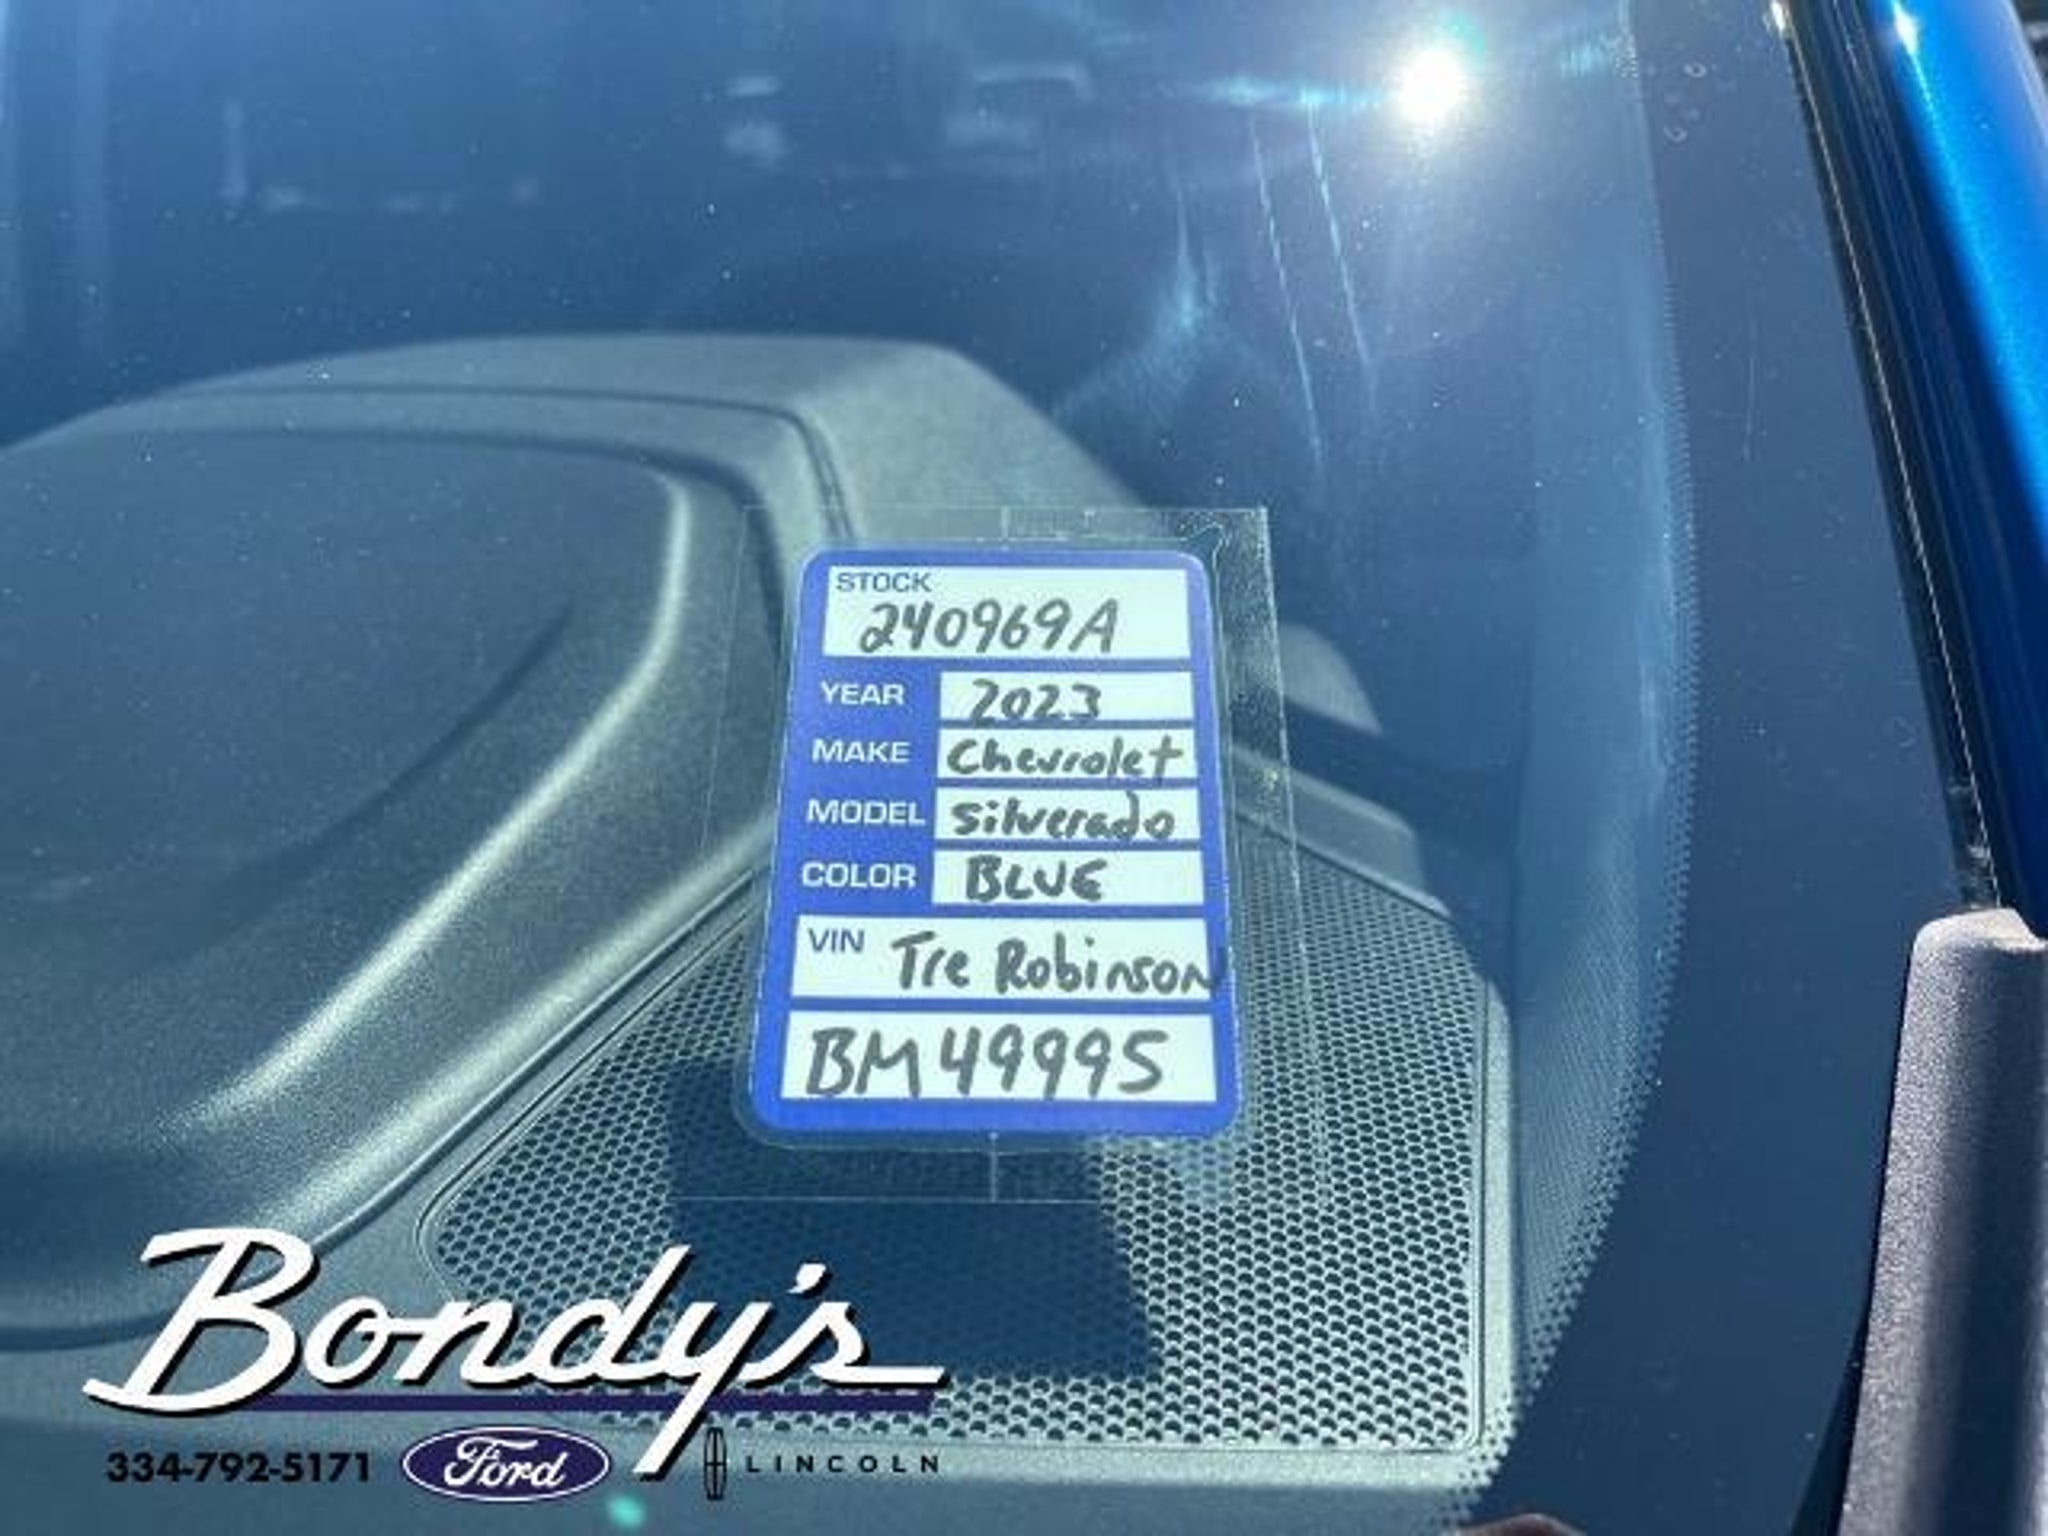 STOCK
240969A
YEAR 2023
MAKE Chevrolet
MODEL Silverado
COLOR BLUE
VIN Tre Robinson
BM49995
Bondy's
334-792-5171 Ford LINCOLN